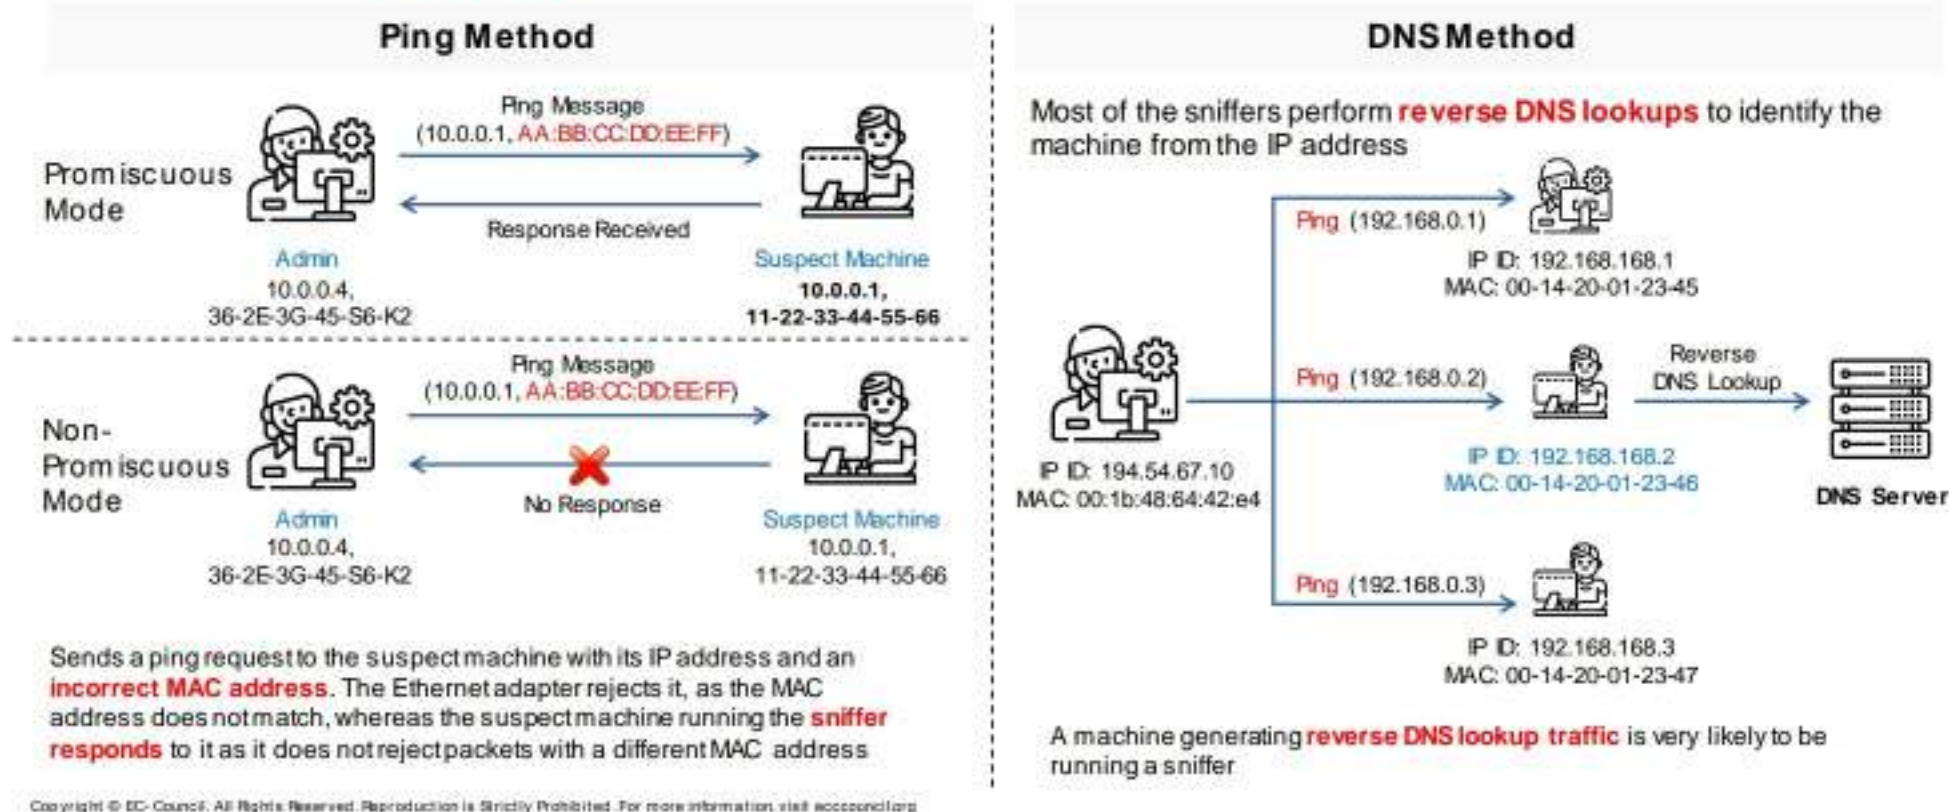 Ping Method
Promiscuous
Mode
Ping Message
(10.0.0.1, AA:BB:CC:DD:EE:FF)
Response Received
Admin
10.0.0.4,
36-2E-3G-45-S6-K2
Suspect Machine
10.0.0.1,
11-22-33-44-55-66
Non-
Promiscuous
Mode
Ping Message
(10.0.0.1, AA:BB:CC:DD:EE:FF)
No Response
Admin
10.0.0.4,
36-2E-3G-45-S6-K2
Suspect Machine
10.0.0.1,
11-22-33-44-55-66
Sends a ping request to the suspect machine with its IP address and an
incorrect MAC address. The Ethernet adapter rejects it, as the MAC
address does not match, whereas the suspect machine running the sniffer
responds to it as it does not reject packets with a different MAC address
DNS Method
Most of the sniffers perform reverse DNS lookups to identify the
machine from the IP address
Ping (192.168.0.1)
IP ID: 192.168.168.1
MAC: 00-14-20-01-23-45
IP ID: 194.54.67.10
MAC: 00:1b:48:64:42:e4
Ping (192.168.0.2)
IP ID: 192.168.168.2
MAC: 00-14-20-01-23-46
Reverse
DNS Lookup
DNS Server
Ping (192.168.0.3)
IP ID: 192.168.168.3
MAC: 00-14-20-01-23-47
A machine generating reverse DNS lookup traffic is very likely to be
running a sniffer
Copyright © EC-Council. All Rights Reserved. Reproduction is Strictly Prohibited. For more information, visit eccouncil.org